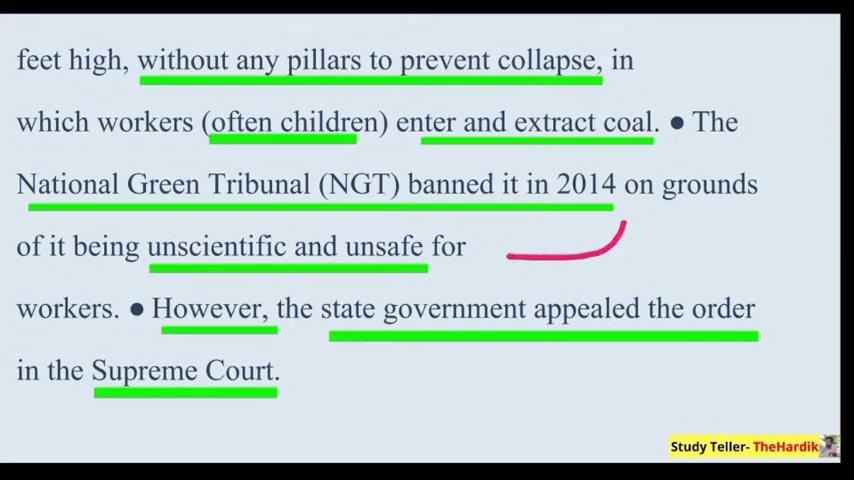 feet high, without any pillars to prevent collapse, in
which workers (often children) enter and extract coal. ● The
National Green Tribunal (NGT) banned it in 2014 on grounds
of it being unscientific and unsafe for
workers. ● However, the state government appealed the order
in the Supreme Court.
Study Teller- TheHardik